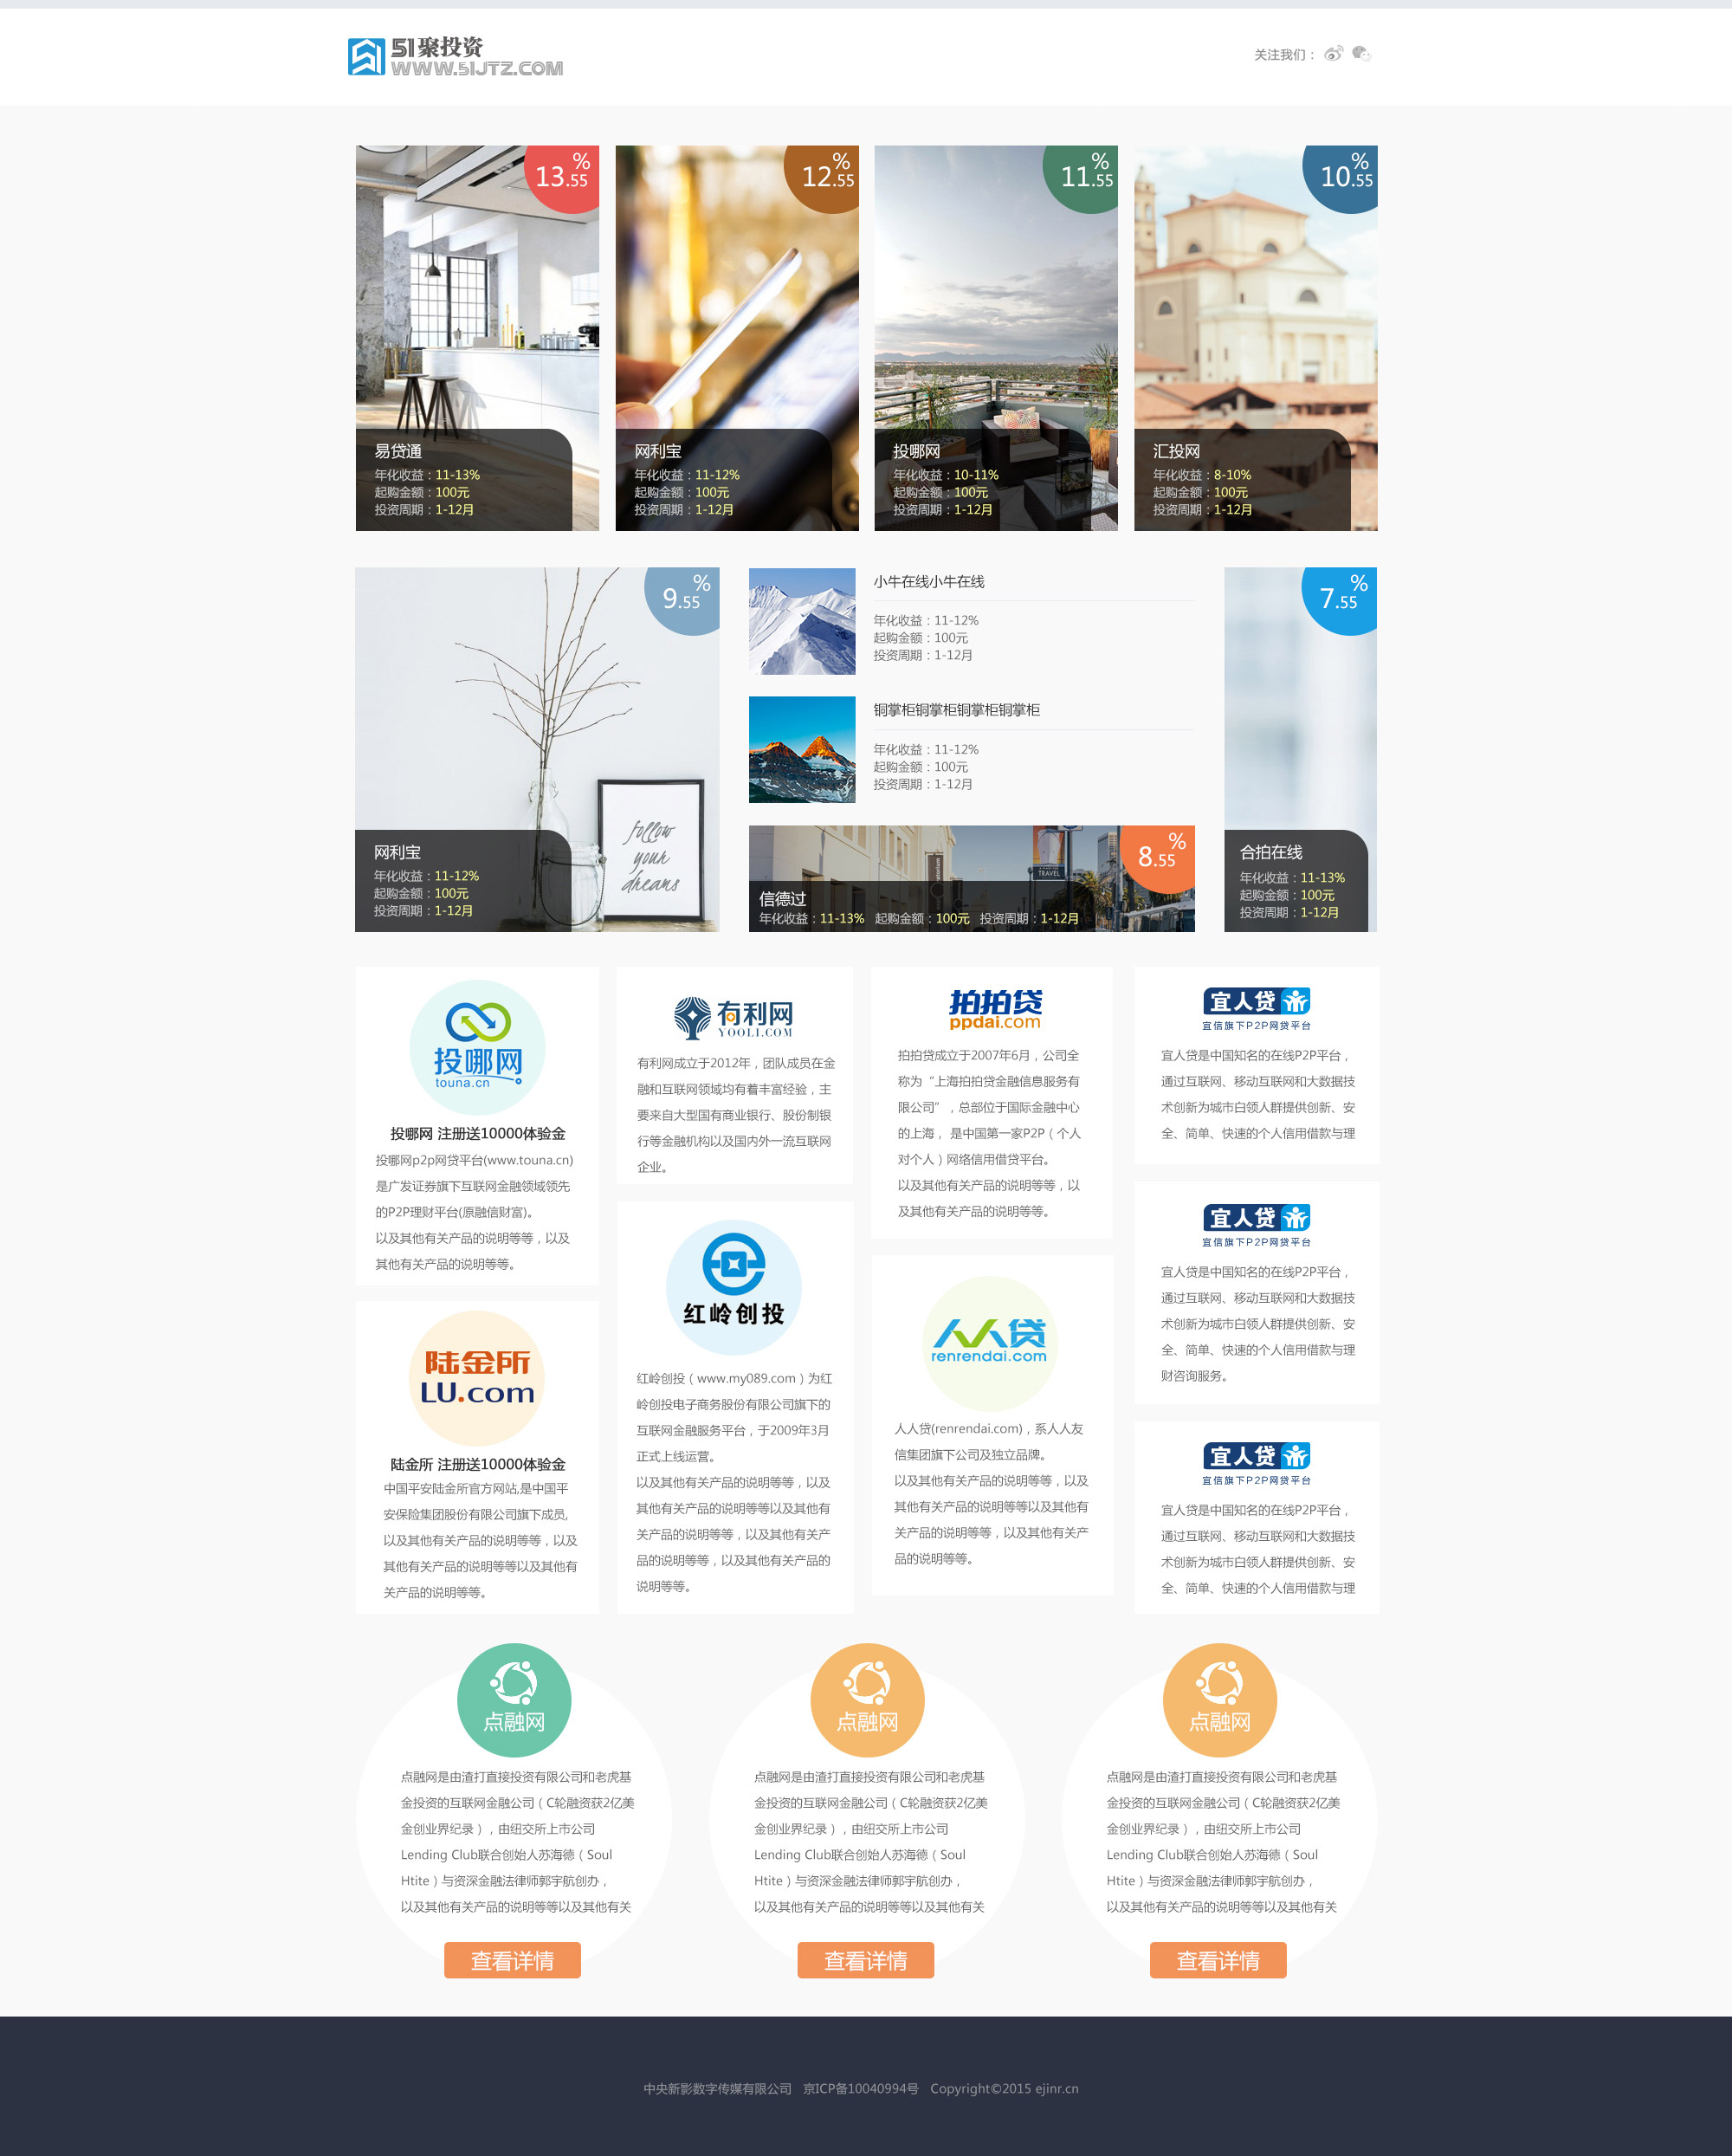 51聚投资
WWW.51JTZ.COM
关注我们：
13.55%
易贷通
年化收益：11-13%
起购金额：100元
投资周期：1-12月
12.55%
网利宝
年化收益：11-12%
起购金额：100元
投资周期：1-12月
11.55%
投哪网
年化收益：10-11%
起购金额：100元
投资周期：1-12月
10.55%
汇投网
年化收益：8-10%
起购金额：100元
投资周期：1-12月
9.55%
follow
your
dreams
网利宝
年化收益：11-12%
起购金额：100元
投资周期：1-12月
小牛在线小牛在线
年化收益：11-12%
起购金额：100元
投资周期：1-12月
铜掌柜铜掌柜铜掌柜铜掌柜
年化收益：11-12%
起购金额：100元
投资周期：1-12月
TRAVEL
8.55%
信德过
年化收益：11-13% 起购金额：100元 投资周期：1-12月
7.55%
合拍在线
年化收益：11-13%
起购金额：100元
投资周期：1-12月
投哪网
touna.cn
投哪网 注册送10000体验金
投哪网p2p网贷平台(www.touna.cn)
是广发证券旗下互联网金融领域领先
的P2P理财平台(原融信财富)。
以及其他有关产品的说明等等，以及
其他有关产品的说明等等。
陆金所
LU.com
陆金所 注册送10000体验金
中国平安陆金所官方网站,是中国平
安保险集团股份有限公司旗下成员,
以及其他有关产品的说明等等，以及
其他有关产品的说明等等以及其他有
关产品的说明等等。
有利网
YOOLI.COM
有利网成立于2012年，团队成员在金
融和互联网领域均有着丰富经验，主
要来自大型国有商业银行、股份制银
行等金融机构以及国内外一流互联网
企业。
红岭创投
红岭创投（www.my089.com）为红
岭创投电子商务股份有限公司旗下的
互联网金融服务平台，于2009年3月
正式上线运营。
以及其他有关产品的说明等等，以及
其他有关产品的说明等等以及其他有
关产品的说明等等，以及其他有关产
品的说明等等，以及其他有关产品的
说明等等。
拍拍贷
ppdai.com
拍拍贷成立于2007年6月，公司全
称为“上海拍拍贷金融信息服务有
限公司”，总部位于国际金融中心
的上海， 是中国第一家P2P（个人
对个人）网络信用借贷平台。
以及其他有关产品的说明等等，以
及其他有关产品的说明等等。
人人贷
renrendai.com
人人贷(renrendai.com)，系人人友
信集团旗下公司及独立品牌。
以及其他有关产品的说明等等，以及
其他有关产品的说明等等以及其他有
关产品的说明等等，以及其他有关产
品的说明等等。
宜人贷
宜信旗下P2P网贷平台
宜人贷是中国知名的在线P2P平台，
通过互联网、移动互联网和大数据技
术创新为城市白领人群提供创新、安
全、简单、快速的个人信用借款与理
宜人贷
宜信旗下P2P网贷平台
宜人贷是中国知名的在线P2P平台，
通过互联网、移动互联网和大数据技
术创新为城市白领人群提供创新、安
全、简单、快速的个人信用借款与理
财咨询服务。
宜人贷
宜信旗下P2P网贷平台
宜人贷是中国知名的在线P2P平台，
通过互联网、移动互联网和大数据技
术创新为城市白领人群提供创新、安
全、简单、快速的个人信用借款与理
点融网
点融网是由渣打直接投资有限公司和老虎基
金投资的互联网金融公司（C轮融资获2亿美
金创业界纪录），由纽交所上市公司
Lending Club联合创始人苏海德（Soul
Htite）与资深金融法律师郭宇航创办，
以及其他有关产品的说明等等以及其他有关
查看详情
点融网
点融网是由渣打直接投资有限公司和老虎基
金投资的互联网金融公司（C轮融资获2亿美
金创业界纪录），由纽交所上市公司
Lending Club联合创始人苏海德（Soul
Htite）与资深金融法律师郭宇航创办，
以及其他有关产品的说明等等以及其他有关
查看详情
点融网
点融网是由渣打直接投资有限公司和老虎基
金投资的互联网金融公司（C轮融资获2亿美
金创业界纪录），由纽交所上市公司
Lending Club联合创始人苏海德（Soul
Htite）与资深金融法律师郭宇航创办，
以及其他有关产品的说明等等以及其他有关
查看详情
中央新影数字传媒有限公司 京ICP备10040994号 Copyright©2015 ejinr.cn